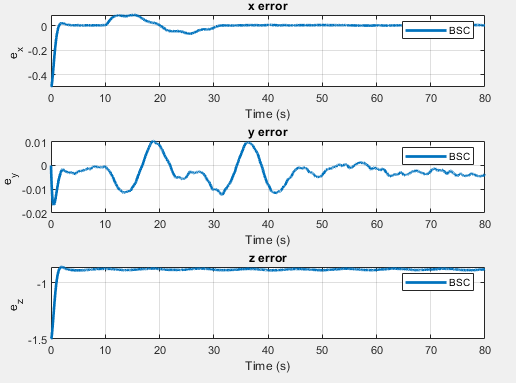 x error
0
-0.2
-0.4
e_x
BSC
0 10 20 30 40 50 60 70 80
Time (s)
y error
0.01
0
-0.01
-0.02
e_y
BSC
0 10 20 30 40 50 60 70 80
Time (s)
z error
-1
-1.5
e_z
BSC
0 10 20 30 40 50 60 70 80
Time (s)